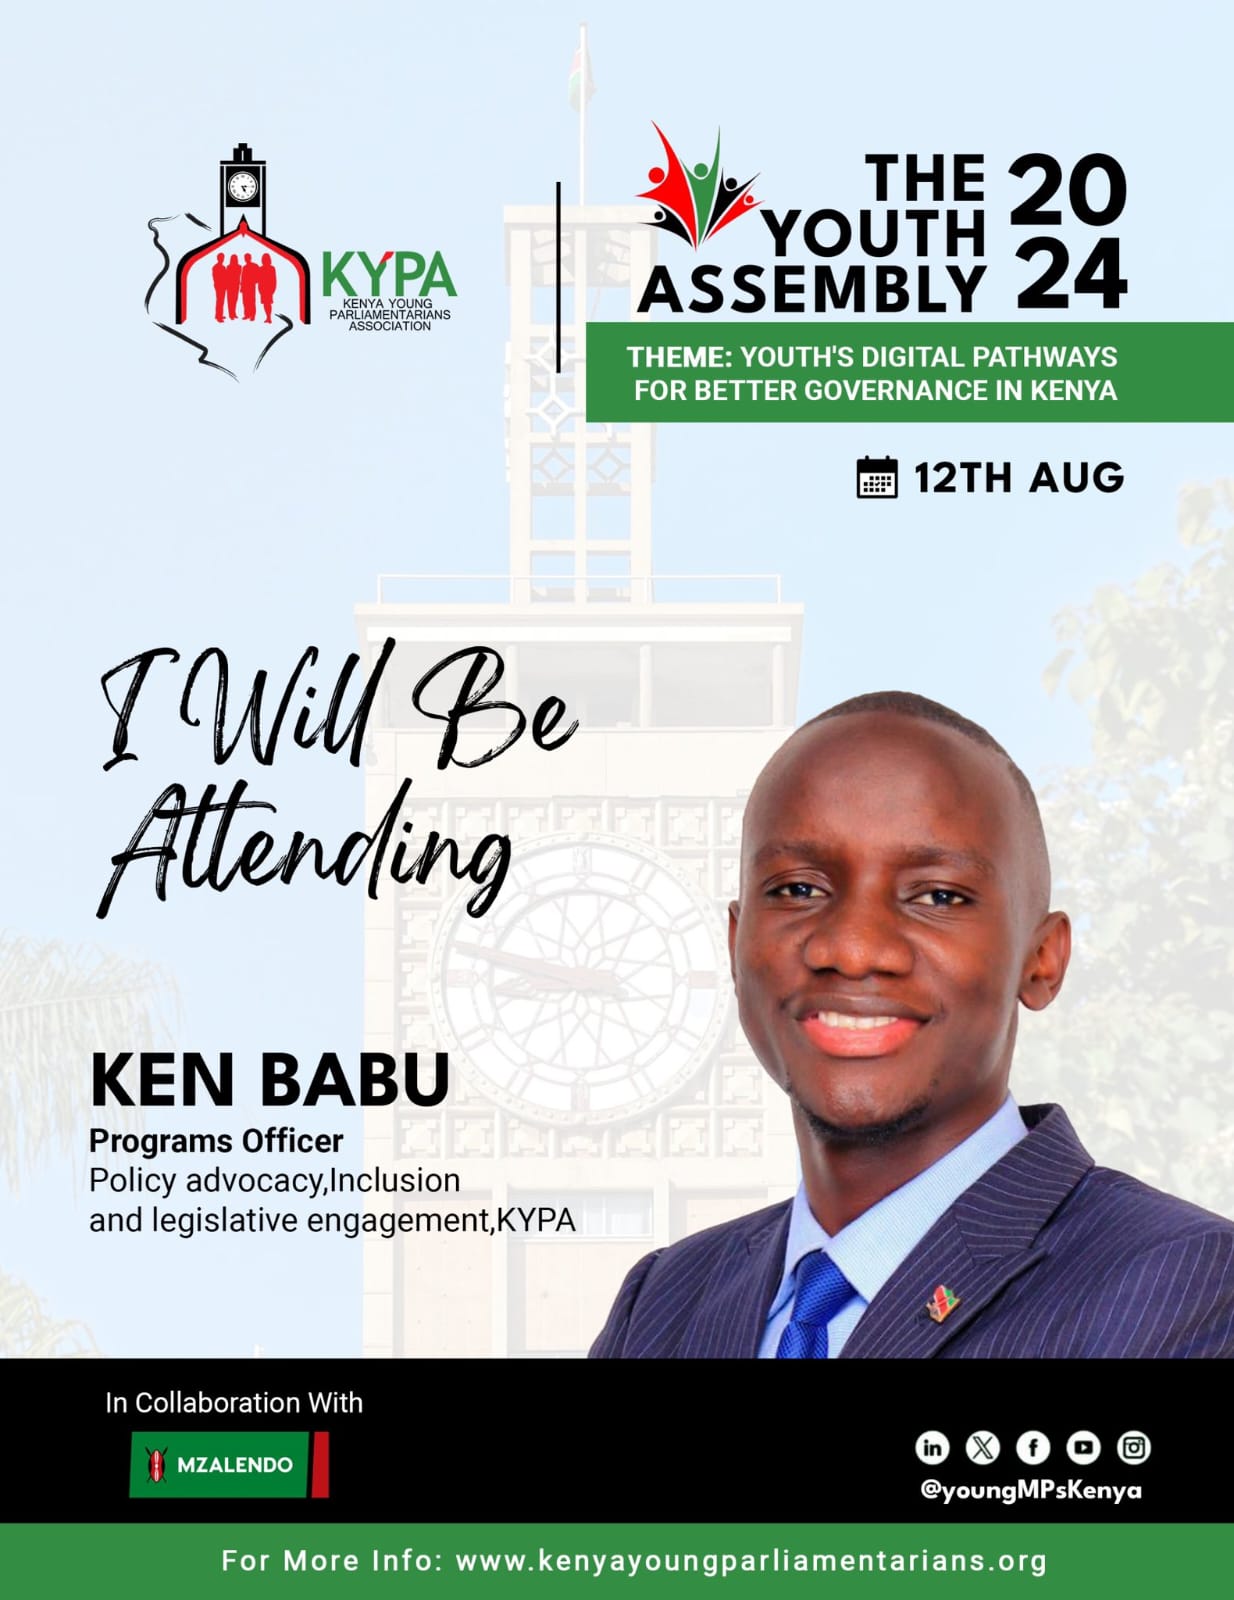 KYPA
KENYA YOUNG
PARLIAMENTARIANS
ASSOCIATION
THE
YOUTH
ASSEMBLY
20
24
THEME: YOUTH'S DIGITAL PATHWAYS
FOR BETTER GOVERNANCE IN KENYA
12TH AUG
I Will Be
Attending
KEN BABU
Programs Officer
Policy advocacy,Inclusion
and legislative engagement,KYPA
In Collaboration With
MZALENDO
@youngMPsKenya
For More Info: www.kenyayoungparliamentarians.org